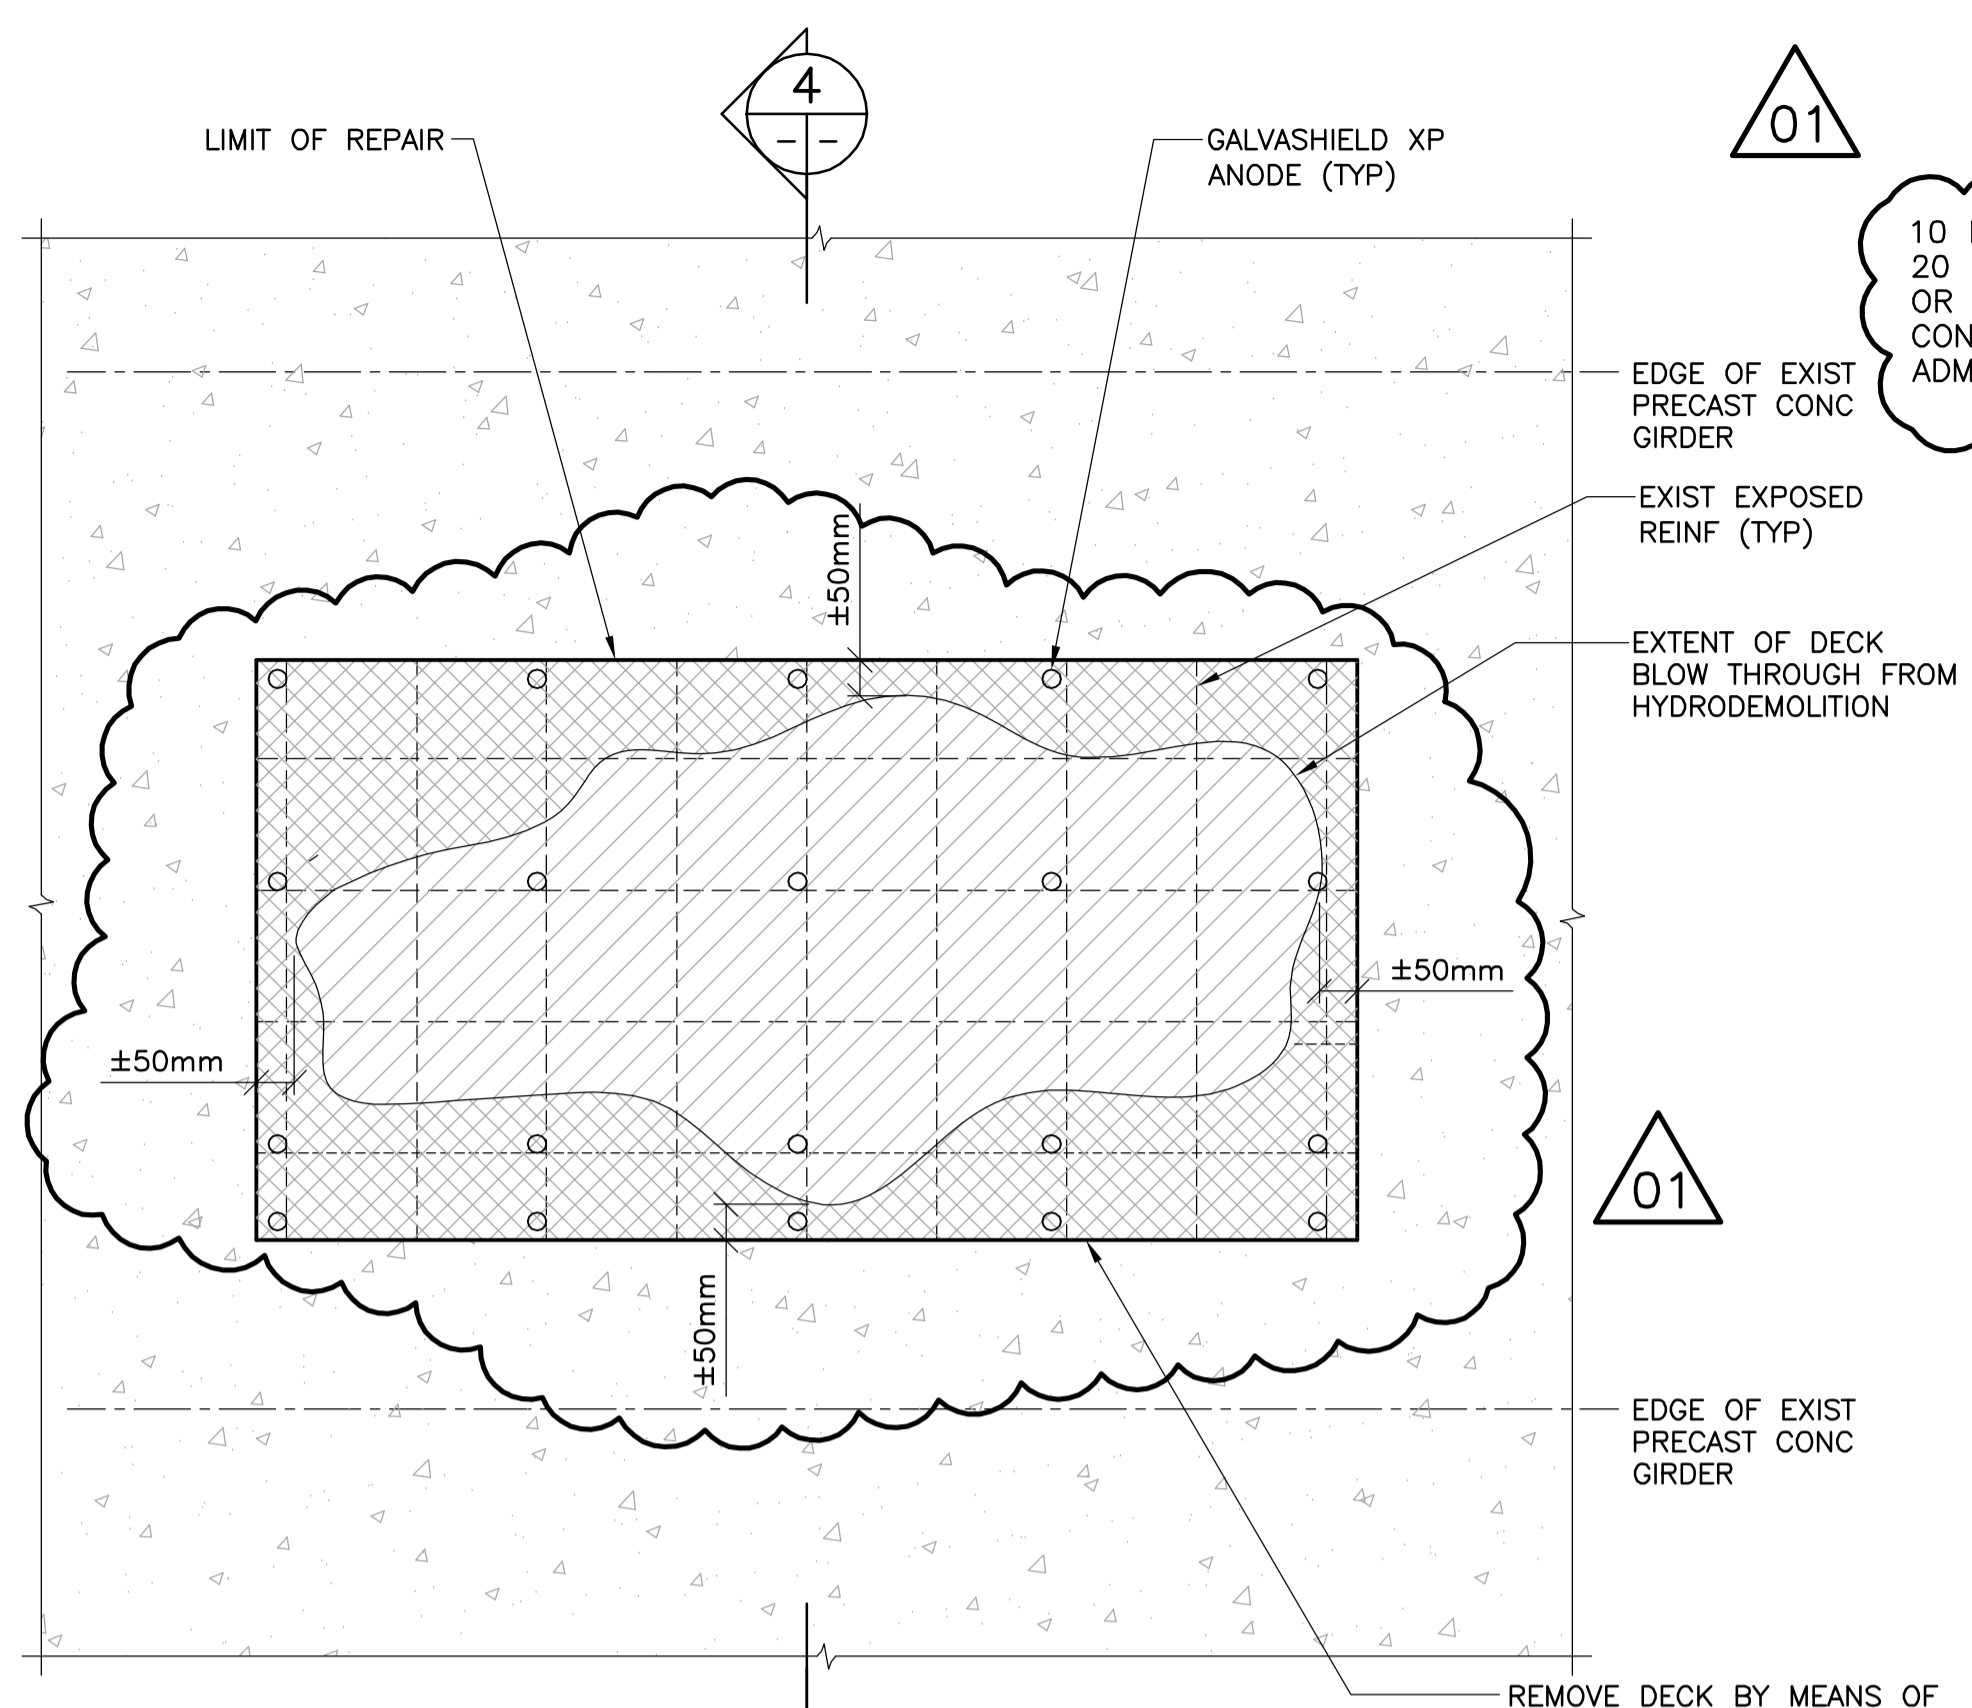 4
- -
LIMIT OF REPAIR
GALVASHIELD XP
ANODE (TYP)
01
10
20
OR
EDGE OF EXIST
PRECAST CONC
GIRDER
EXIST EXPOSED
REINF (TYP)
EXTENT OF DECK
BLOW THROUGH FROM
HYDRODEMOLITION
±50mm
±50mm
±50mm
±50mm
01
EDGE OF EXIST
PRECAST CONC
GIRDER
REMOVE DECK BY MEANS OF